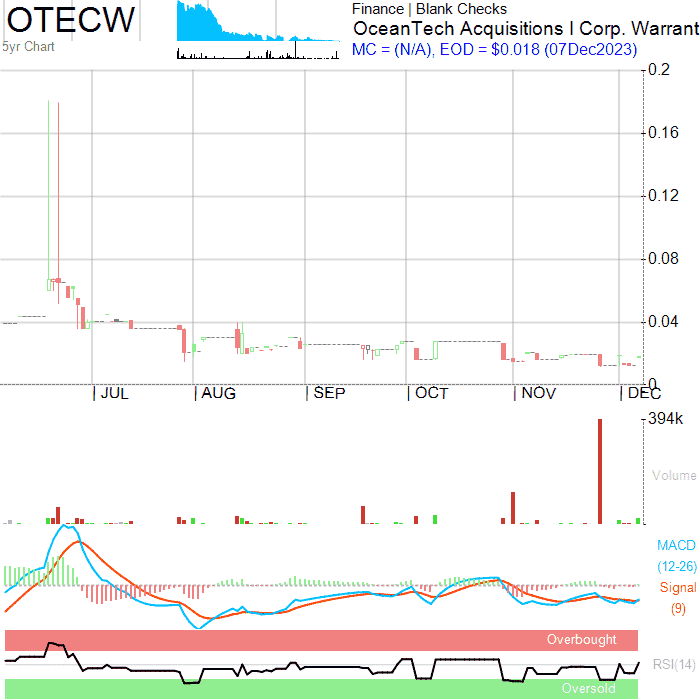 OTECW
5yr Chart
Finance | Blank Checks
OceanTech Acquisitions I Corp. Warrant
MC = (N/A), EOD = $0.018 (07Dec2023)
0.2
0.16
0.12
0.08
0.04
0
JUL AUG SEP OCT NOV DEC
394k
Volume
MACD
(12-26)
Signal
(9)
Overbought
RSI(14)
Oversold